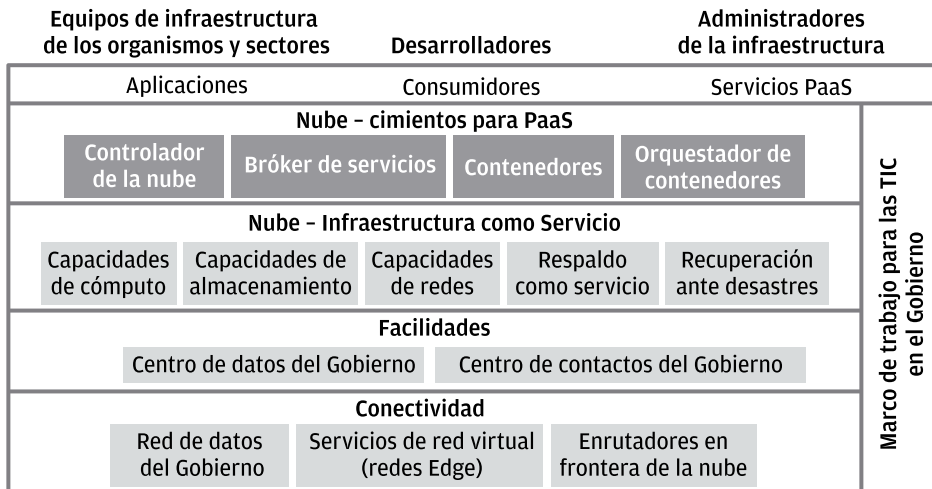 Equipos de infraestructura
de los organismos y sectores
Desarrolladores
Administradores
de la infraestructura
Aplicaciones
Consumidores
Servicios PaaS
Nube – cimientos para PaaS
Controlador
de la nube
Bróker de servicios
Contenedores
Orquestador de
contenedores
Nube – Infraestructura como Servicio
Capacidades
de cómputo
Capacidades de
almacenamiento
Capacidades
de redes
Respaldo
como servicio
Recuperación
ante desastres
Facilidades
Centro de datos del Gobierno
Centro de contactos del Gobierno
Conectividad
Red de datos
del Gobierno
Servicios de red virtual
(redes Edge)
Enrutadores en
frontera de la nube
Marco de trabajo para las TIC
en el Gobierno